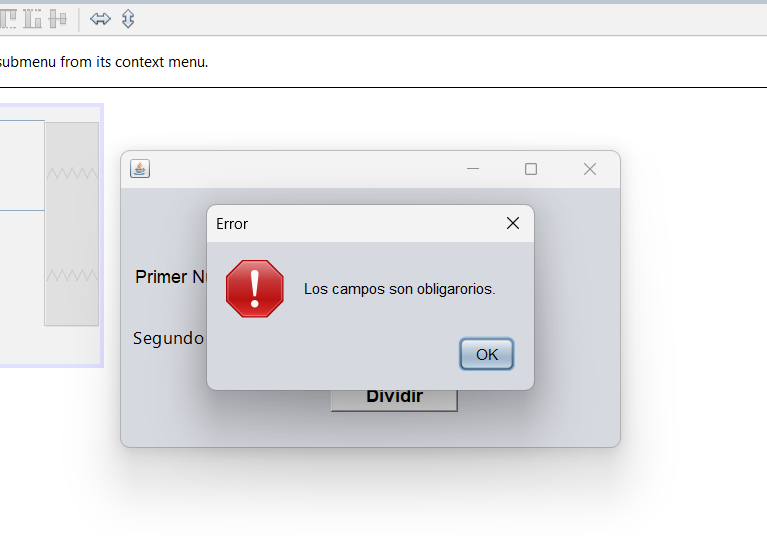 submenu from its context menu.
Error
Primer N
Los campos son obligarorios.
Segundo
OK
Dividir